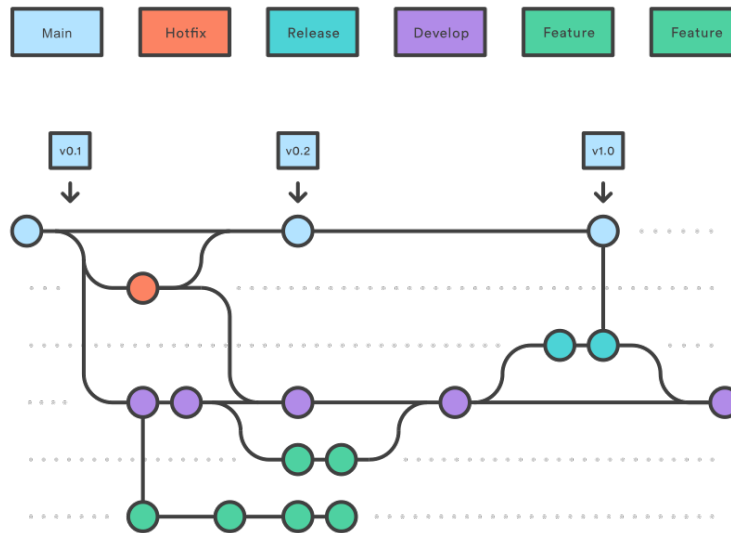 Main
Hotfix
Release
Develop
Feature
Feature
v0.1
v0.2
v1.0